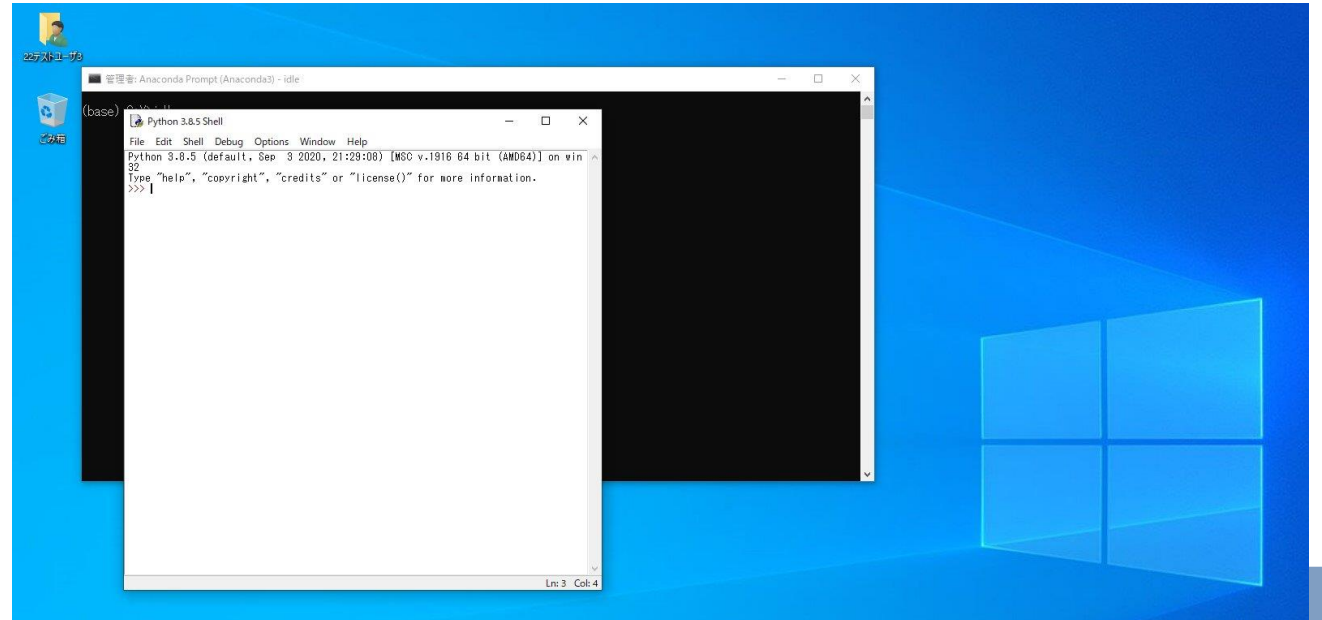 22テストユーザ3
ごみ箱
管理者: Anaconda Prompt (Anaconda3) - idle
(base)
Python 3.8.5 Shell
File Edit Shell Debug Options Window Help
Python 3.8.5 (default, Sep 3 2020, 21:29:08) [MSC v.1916 64 bit (AMD64)] on win
32
Type "help", "copyright", "credits" or "license()" for more information.
>>>
Ln: 3 Col: 4